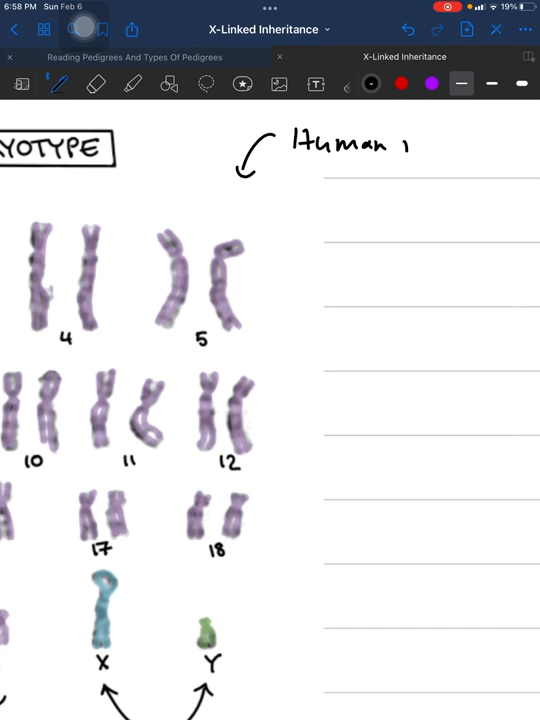 6:58 PM Sun Feb 6 19%
X-Linked Inheritance
Reading Pedigrees And Types Of Pedigrees X-Linked Inheritance
YOTYPE
Human
4 5
10 11 12
17 18
X Y